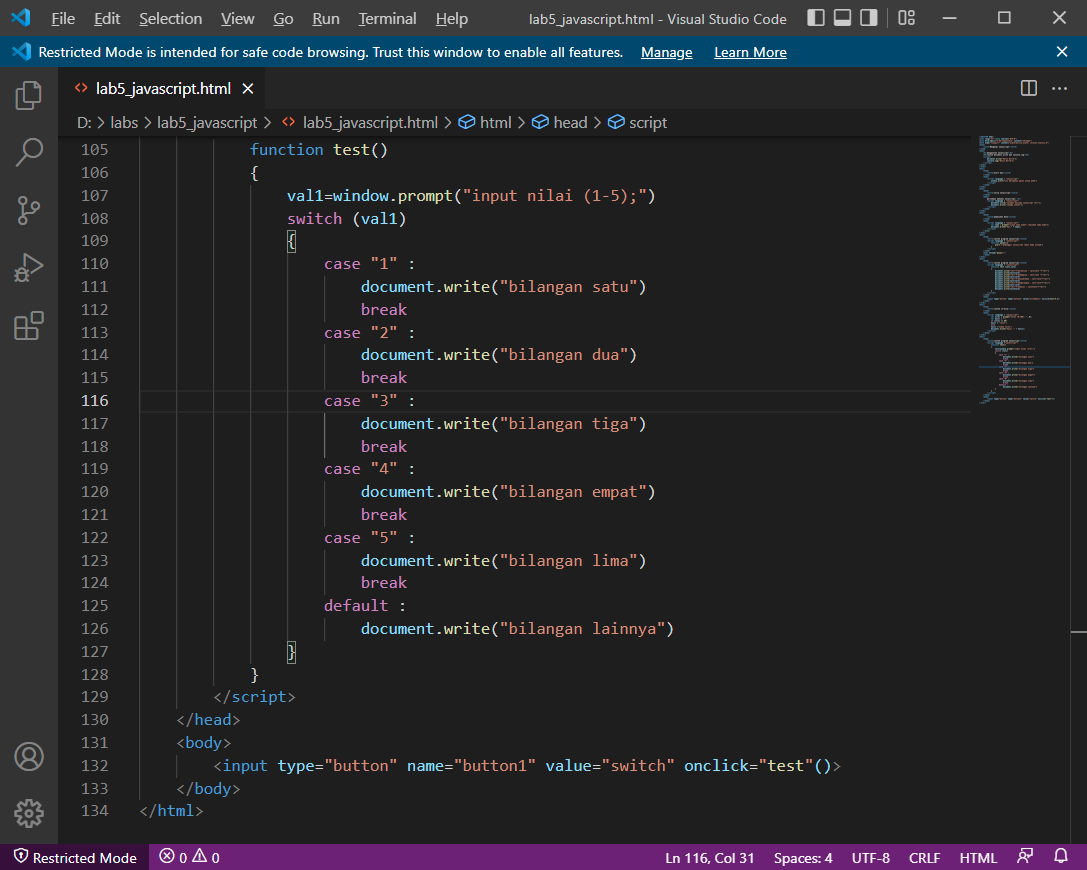 File Edit Selection View Go Run Terminal Help lab5_javascript.html - Visual Studio Code
Restricted Mode is intended for safe code browsing. Trust this window to enable all features. Manage Learn More
lab5_javascript.html
D: > labs > lab5_javascript > lab5_javascript.html > html > head > script
105 function test()
106 {
107 val1=window.prompt("input nilai (1-5);")
108 switch (val1)
109 {
110 case "1" :
111 document.write("bilangan satu")
112 break
113 case "2" :
114 document.write("bilangan dua")
115 break
116 case "3" :
117 document.write("bilangan tiga")
118 break
119 case "4" :
120 document.write("bilangan empat")
121 break
122 case "5" :
123 document.write("bilangan lima")
124 break
125 default :
126 document.write("bilangan lainnya")
127 }
128 }
129 </script>
130 </head>
131 <body>
132 <input type="button" name="button1" value="switch" onclick="test"()>
133 </body>
134 </html>
Restricted Mode 0 0 Ln 116, Col 31 Spaces: 4 UTF-8 CRLF HTML